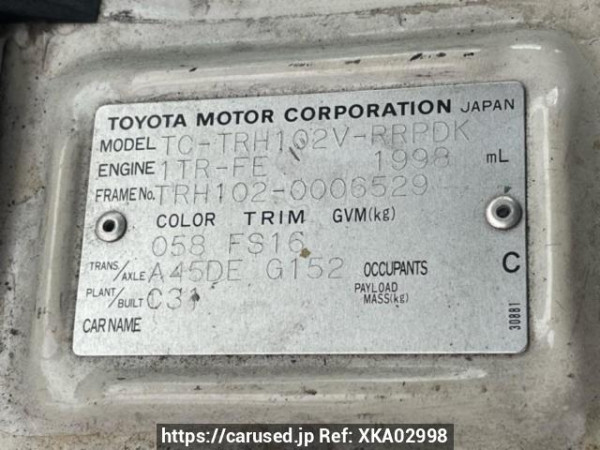 TOYOTA MOTOR CORPORATION JAPAN
MODEL TC-TRH102V-RRPDK
ENGINE 1TR-FE 1998 mL
FRAME No. TRH102-0006529
COLOR TRIM GVM(kg)
058 FS16
TRANS/AXLE A45DE G152 OCCUPANTS C
PLANT/BUILT C31 PAYLOAD MASS(kg)
CAR NAME
30881
https://carused.jp Ref: XKA02998